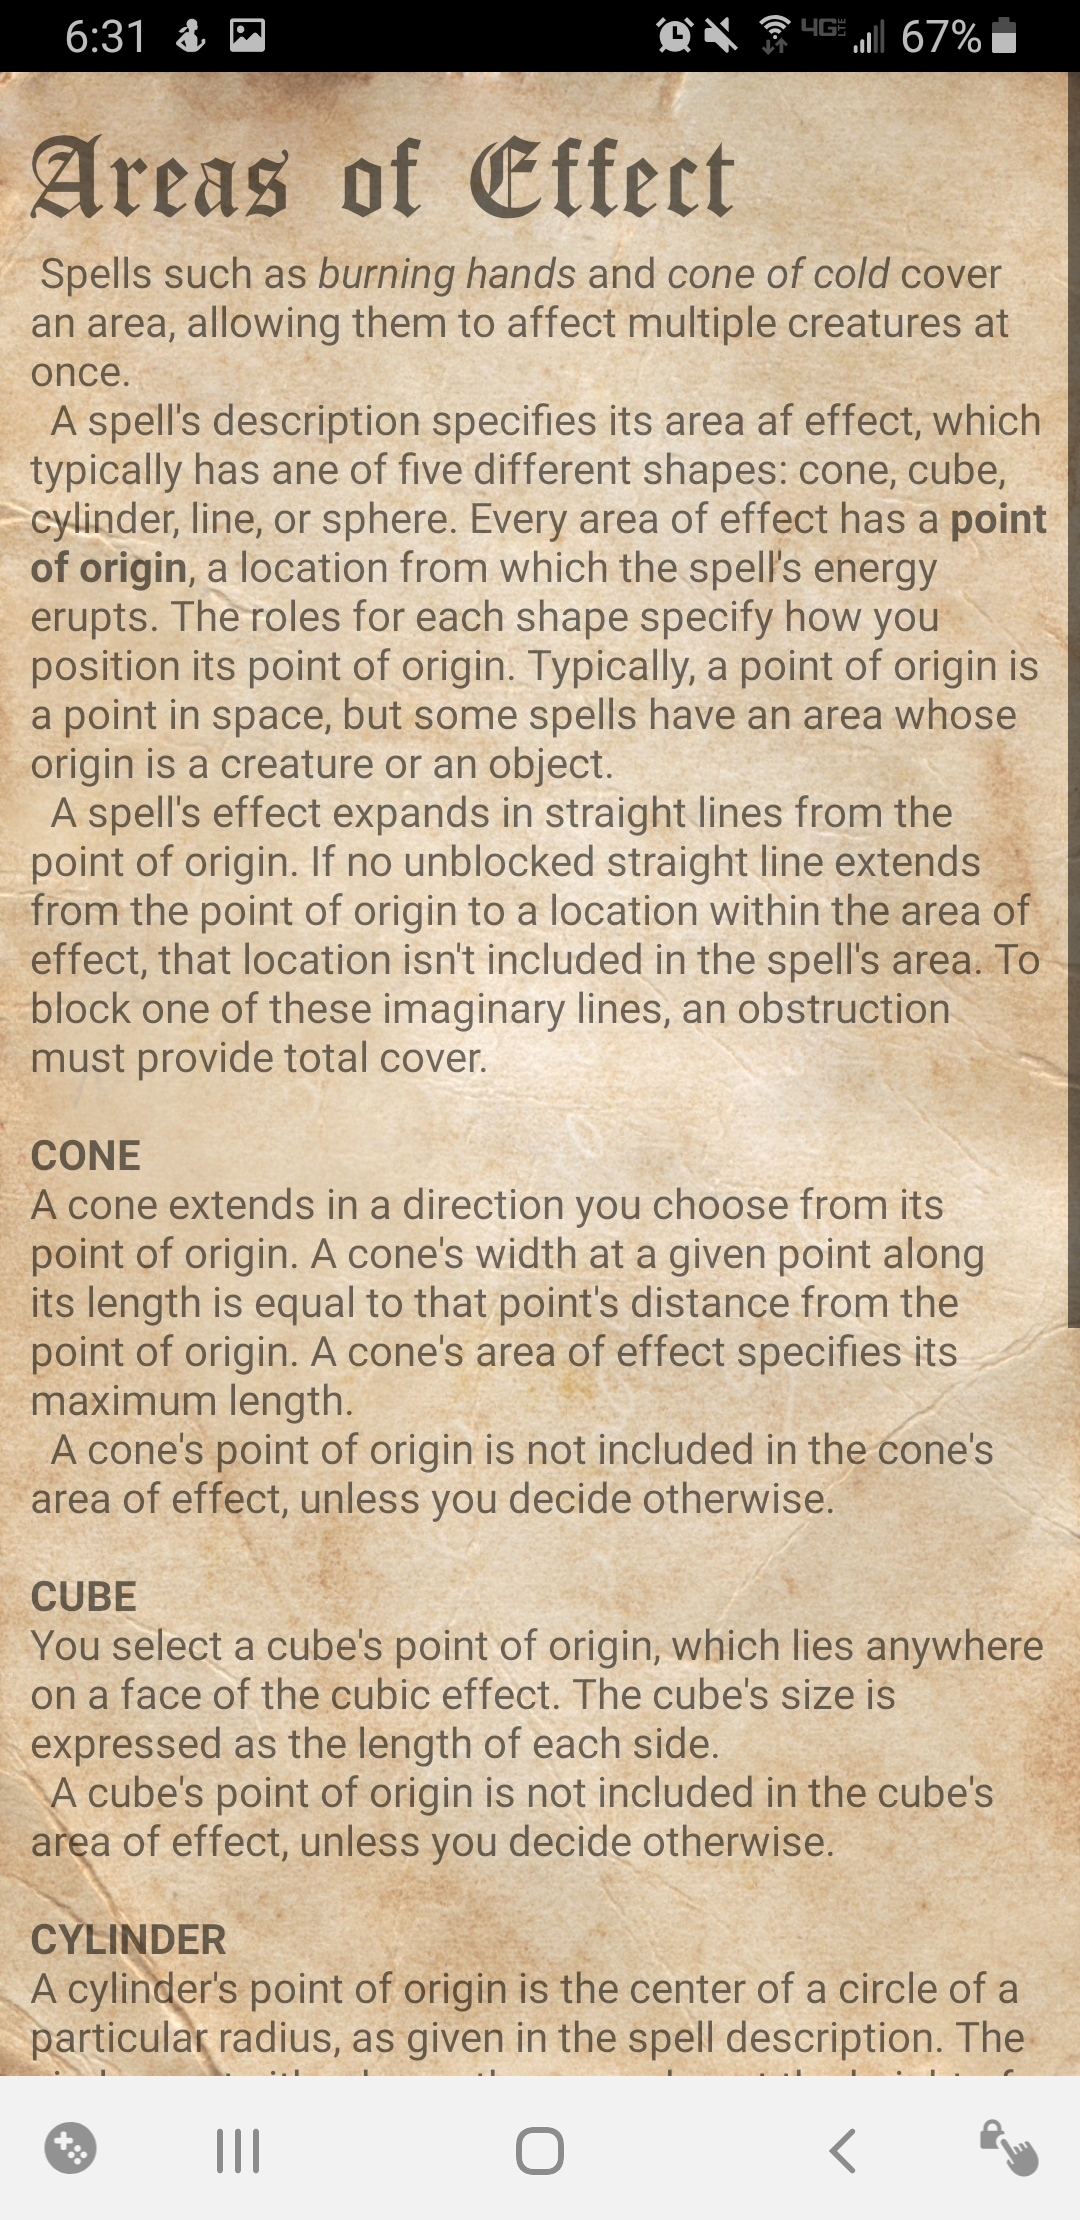 6:31
4G LTE 67%
Areas of Effect
Spells such as burning hands and cone of cold cover
an area, allowing them to affect multiple creatures at
once.
A spell's description specifies its area af effect, which
typically has ane of five different shapes: cone, cube,
cylinder, line, or sphere. Every area of effect has a point
of origin, a location from which the spell's energy
erupts. The roles for each shape specify how you
position its point of origin. Typically, a point of origin is
a point in space, but some spells have an area whose
origin is a creature or an object.
A spell's effect expands in straight lines from the
point of origin. If no unblocked straight line extends
from the point of origin to a location within the area of
effect, that location isn't included in the spell's area. To
block one of these imaginary lines, an obstruction
must provide total cover.
CONE
A cone extends in a direction you choose from its
point of origin. A cone's width at a given point along
its length is equal to that point's distance from the
point of origin. A cone's area of effect specifies its
maximum length.
A cone's point of origin is not included in the cone's
area of effect, unless you decide otherwise.
CUBE
You select a cube's point of origin, which lies anywhere
on a face of the cubic effect. The cube's size is
expressed as the length of each side.
A cube's point of origin is not included in the cube's
area of effect, unless you decide otherwise.
CYLINDER
A cylinder's point of origin is the center of a circle of a
particular radius, as given in the spell description. The